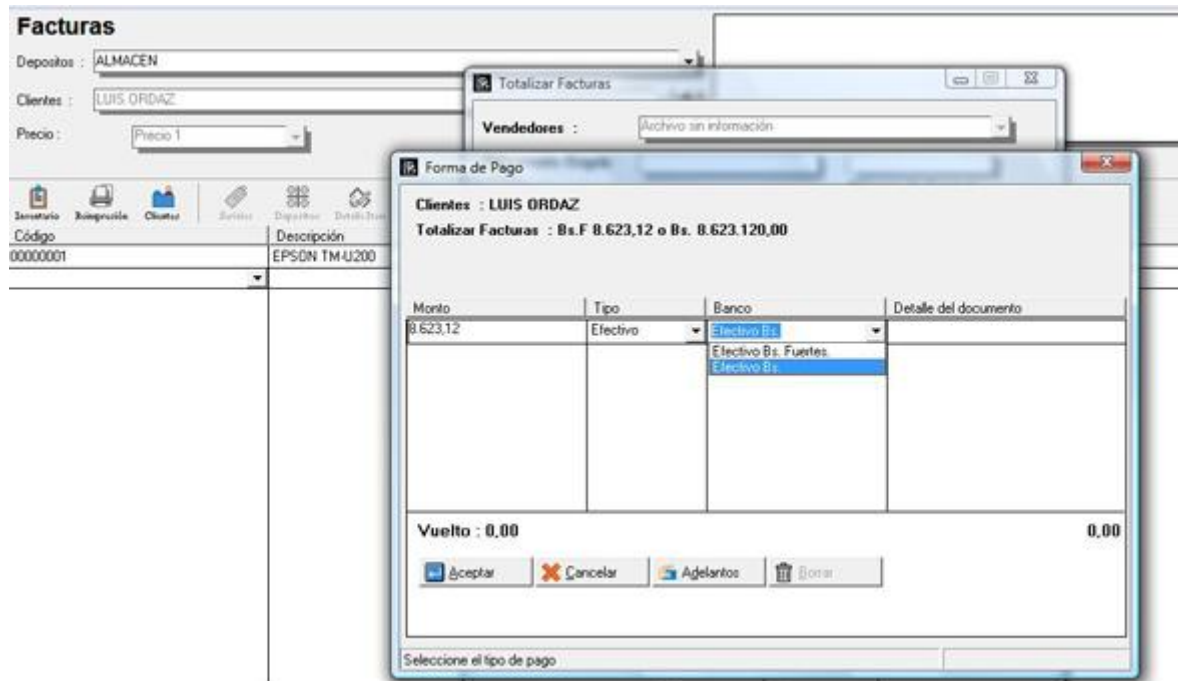 Facturas
Depositos : ALMACEN
Clientes : LUIS ORDAZ
Precio : Precio 1
Inventario Reimpresión Clientes
Código Descripción
00000001 EPSON TM-U200
Totalizar Facturas
Vendedores : Archivo sin información
Forma de Pago
Clientes : LUIS ORDAZ
Totalizar Facturas : Bs.F 8.623,12 o Bs. 8.623.120,00
Monto Tipo Banco Detalle del documento
8.623,12 Efectivo Efectivo Bs.
Efectivo Bs. Fuertes.
Efectivo Bs.
Vuelto : 0,00 0,00
Aceptar Cancelar Adelantos Borrar
Seleccione el tipo de pago